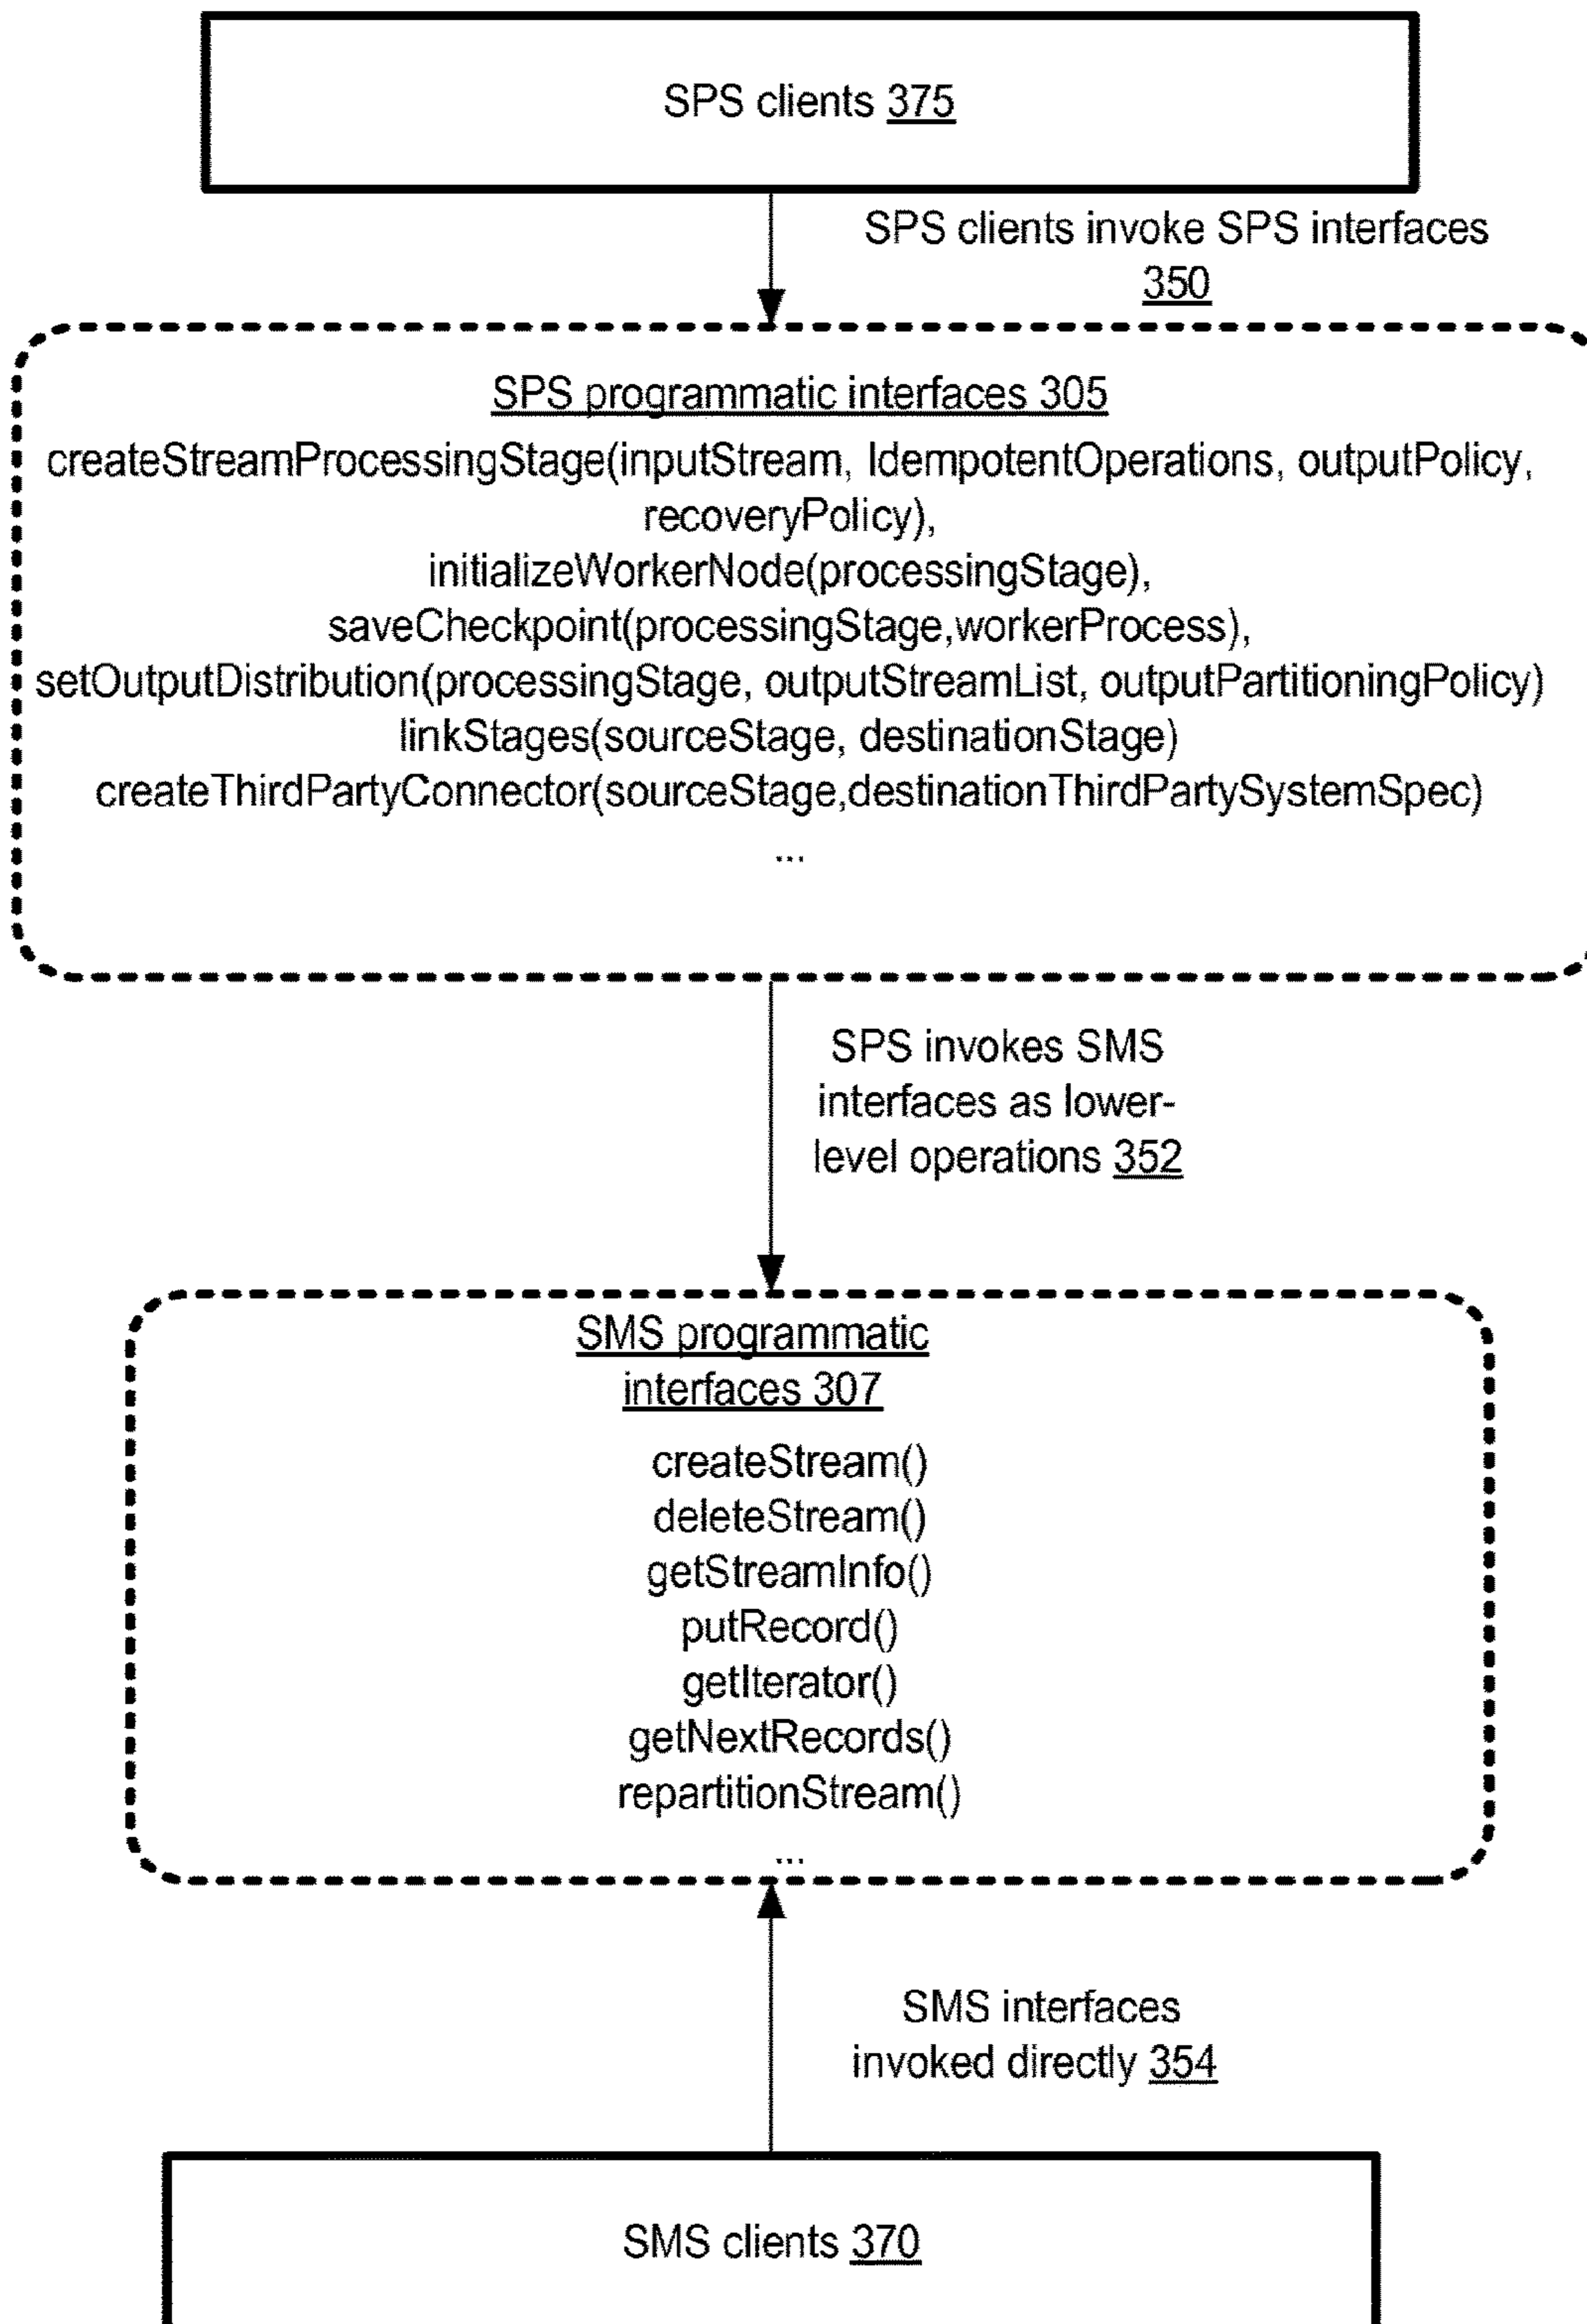 SPS clients 375
SPS clients invoke SPS interfaces
350
SPS programmatic interfaces 305
createStreamProcessingStage(inputStream, IdempotentOperations, outputPolicy,
recoveryPolicy),
initializeWorkerNode(processingStage),
saveCheckpoint(processingStage,workerProcess),
setOutputDistribution(processingStage, outputStreamList, outputPartitioningPolicy)
linkStages(sourceStage, destinationStage)
createThirdPartyConnector(sourceStage,destinationThirdPartySystemSpec)
...
SPS invokes SMS
interfaces as lower-
level operations 352
SMS programmatic
interfaces 307
createStream()
deleteStream()
getStreamInfo()
putRecord()
getIterator()
getNextRecords()
repartitionStream()
...
SMS interfaces
invoked directly 354
SMS clients 370